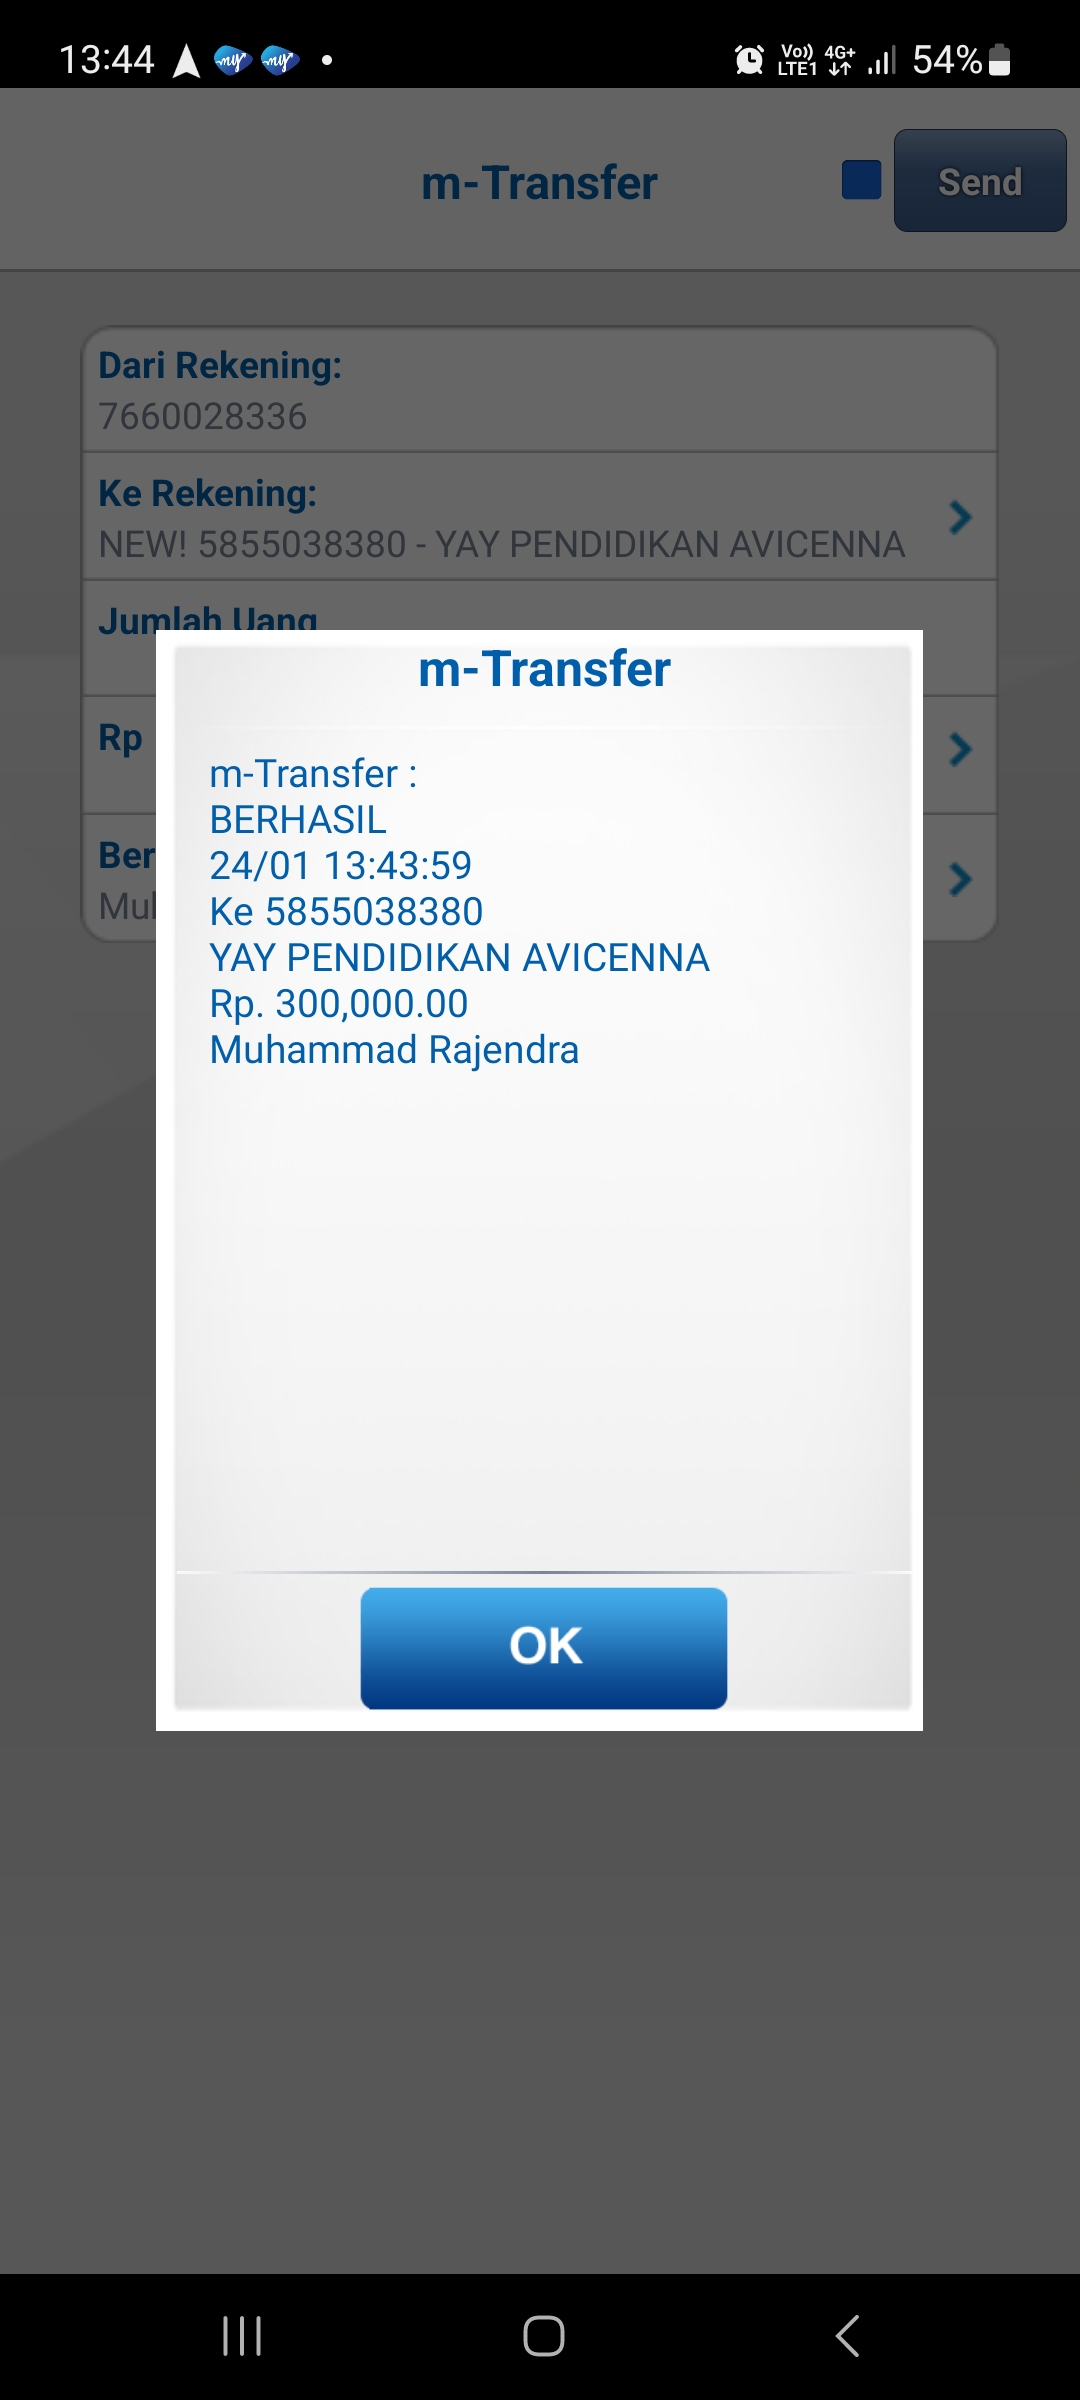 13:44
my my
Vo)) LTE1 4G+ 54%
m-Transfer
Send
Dari Rekening:
7660028336
Ke Rekening:
NEW! 5855038380 - YAY PENDIDIKAN AVICENNA
Jumlah Uang
Rp
m-Transfer
m-Transfer :
BERHASIL
24/01 13:43:59
Ke 5855038380
YAY PENDIDIKAN AVICENNA
Rp. 300,000.00
Muhammad Rajendra
OK